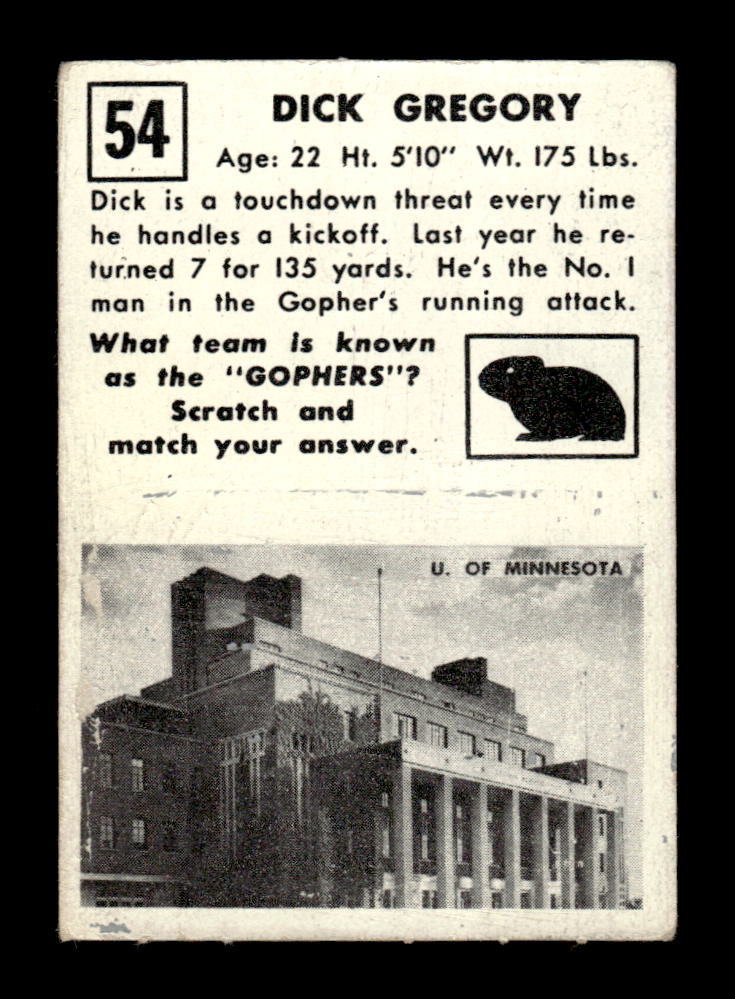 54
DICK GREGORY
Age: 22 Ht. 5'10" Wt. 175 Lbs.
Dick is a touchdown threat every time
he handles a kickoff. Last year he re-
turned 7 for 135 yards. He's the No. 1
man in the Gopher's running attack.
What team is known
as the "GOPHERS"?
Scratch and
match your answer.
U. OF MINNESOTA